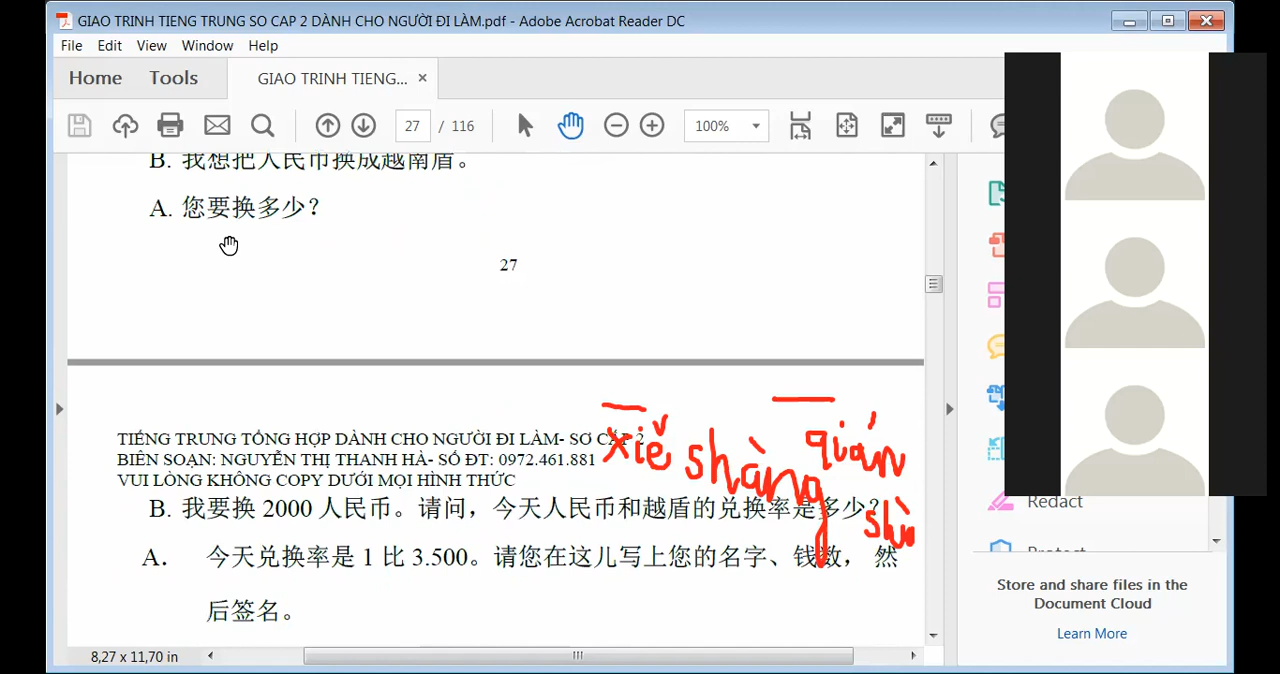 GIAO TRINH TIENG TRUNG SO CAP 2 DÀNH CHO NGƯỜI ĐI LÀM.pdf - Adobe Acrobat Reader DC
File Edit View Window Help
Home Tools GIAO TRINH TIENG... ×
27 / 116 100%
B. 我想把人民币换成越南盾。
A. 您要换多少？
27
xiě shàng qián shù
TIẾNG TRUNG TỔNG HỢP DÀNH CHO NGƯỜI ĐI LÀM- SƠ CẤP 2
BIÊN SOẠN: NGUYỄN THỊ THANH HÀ- SỐ ĐT: 0972.461.881
VUI LÒNG KHÔNG COPY DƯỚI MỌI HÌNH THỨC
B. 我要换 2000 人民币。请问，今天人民币和越盾的兑换率是多少？
A. 今天兑换率是 1 比 3.500。请您在这儿写上您的名字、钱数， 然
后签名。
Redact
Protect
Store and share files in the
Document Cloud
Learn More
8,27 x 11,70 in